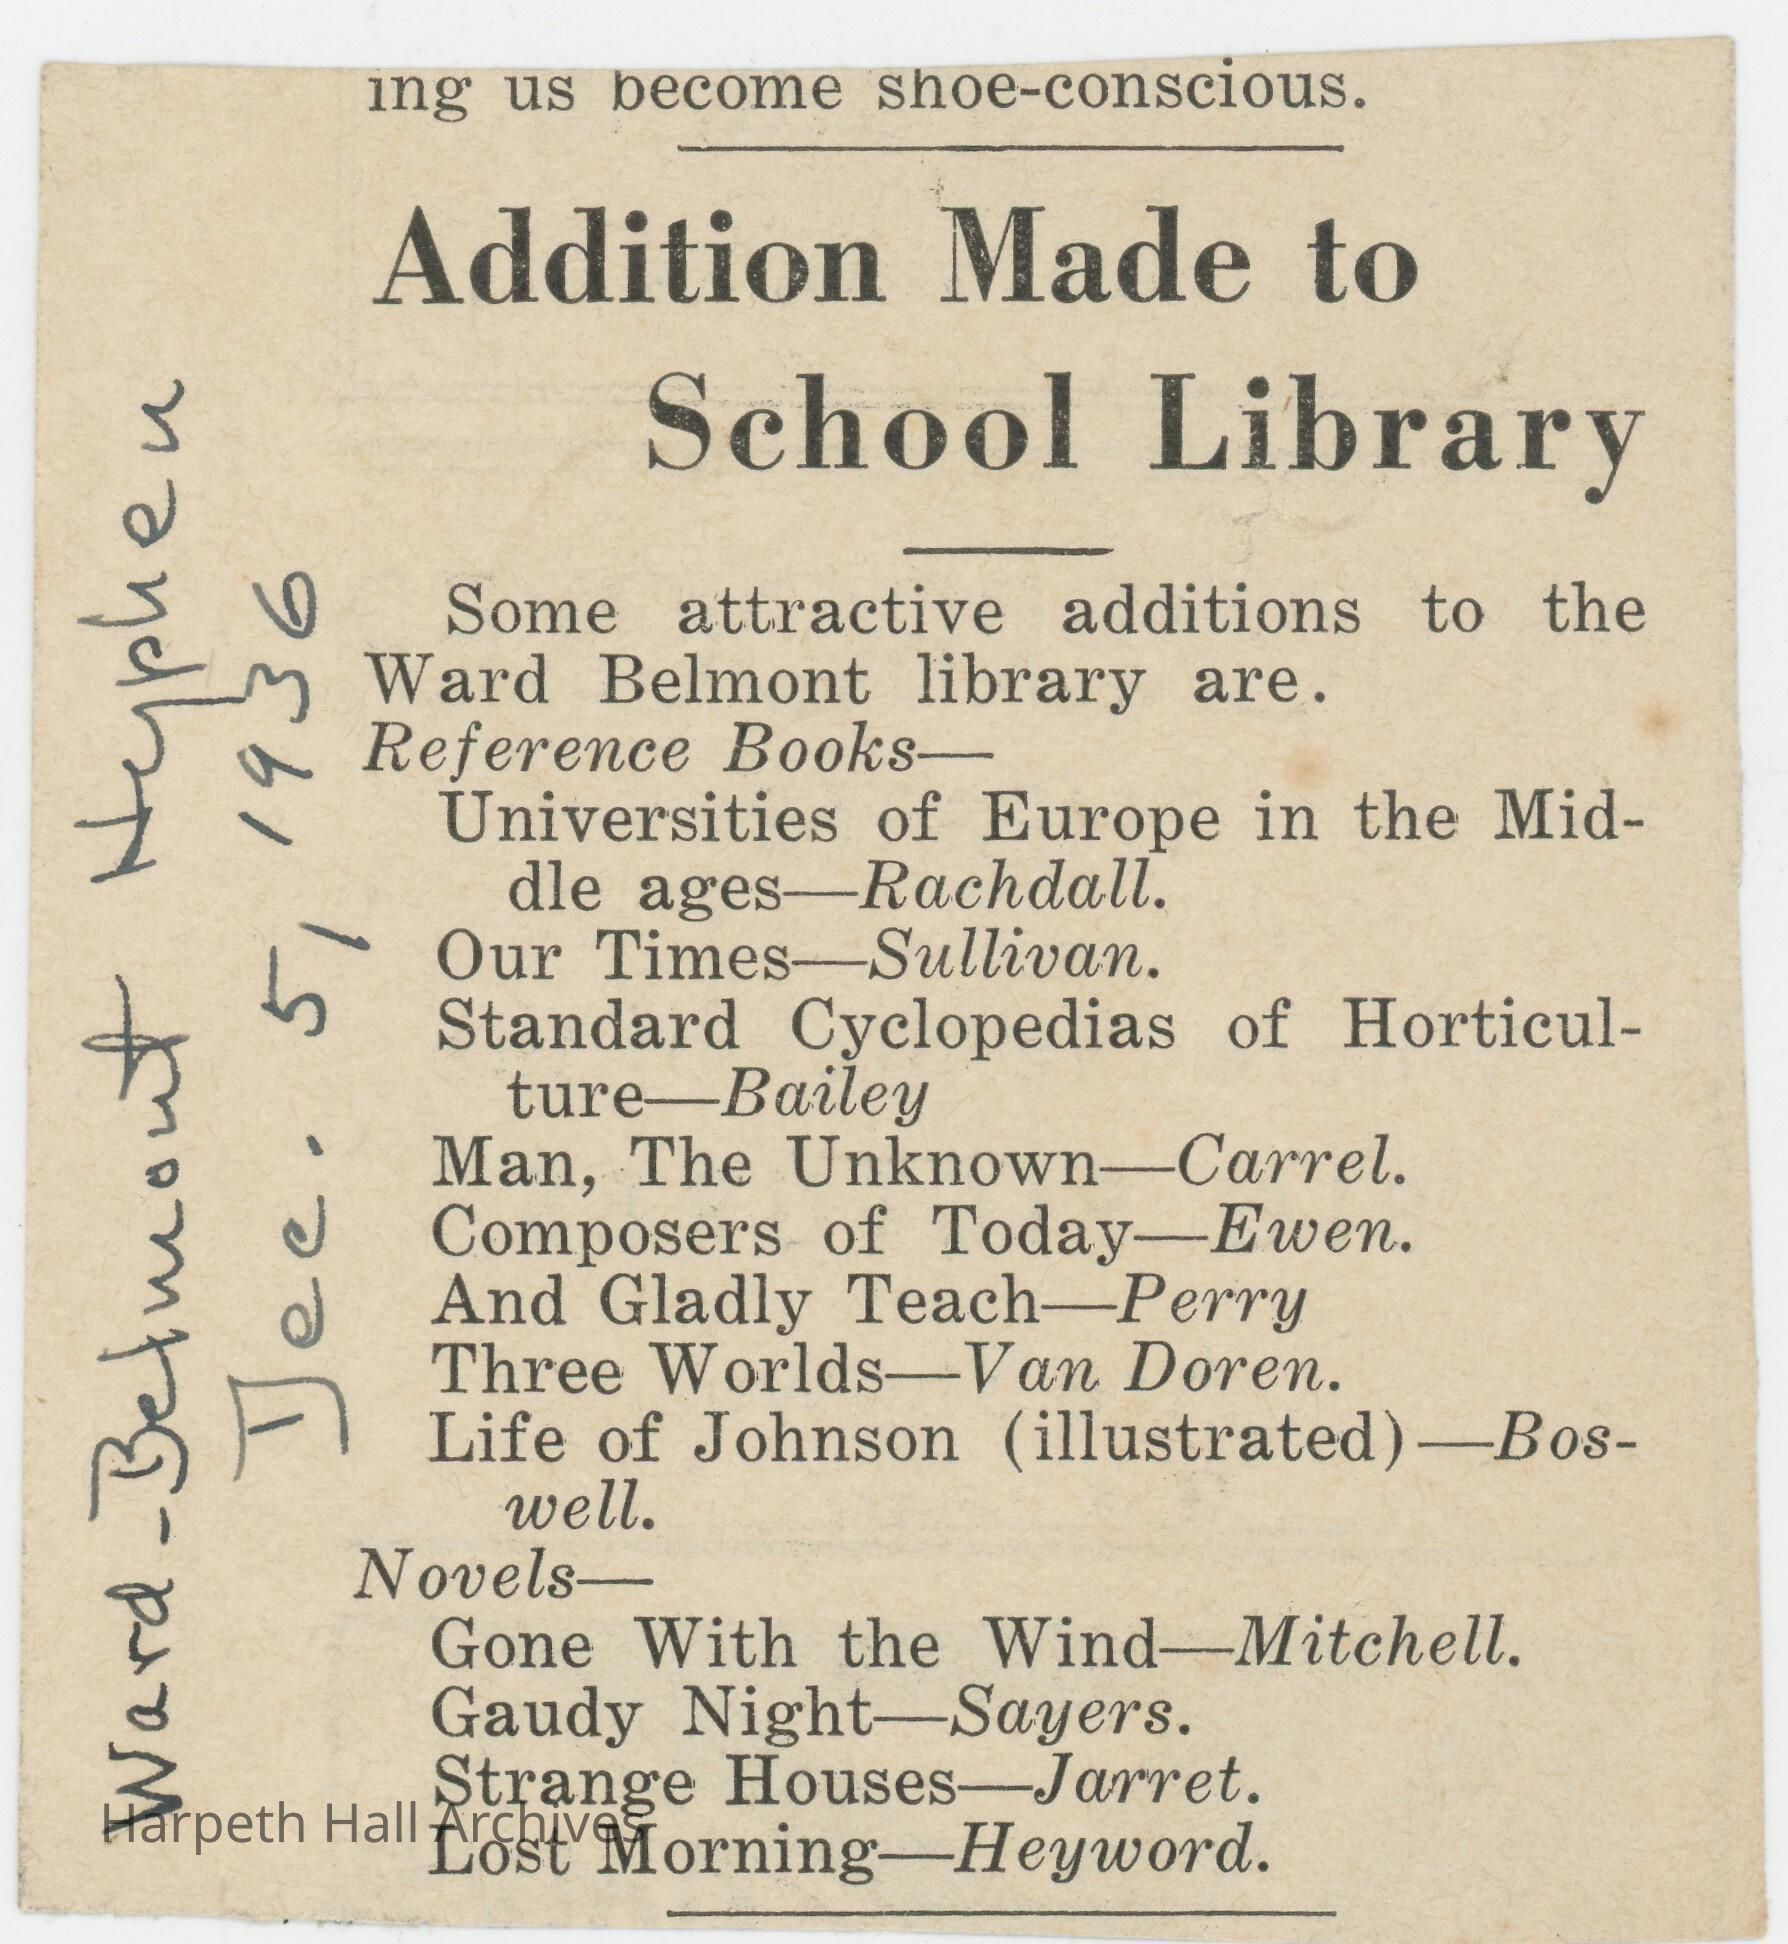 ing us become shoe-conscious.
Addition Made to
School Library
Some attractive additions to the
Ward Belmont library are.
Reference Books—
Universities of Europe in the Mid-
dle ages—Rachdall.
Our Times—Sullivan.
Standard Cyclopedias of Horticul-
ture—Bailey
Man, The Unknown—Carrel.
Composers of Today—Ewen.
And Gladly Teach—Perry
Three Worlds—Van Doren.
Life of Johnson (illustrated)—Bos-
well.
Novels—
Gone With the Wind—Mitchell.
Gaudy Night—Sayers.
Strange Houses—Jarret.
Lost Morning—Heyword.
Ward-Belmont Hyphen
Dec. 5, 1936
Harpeth Hall Archives